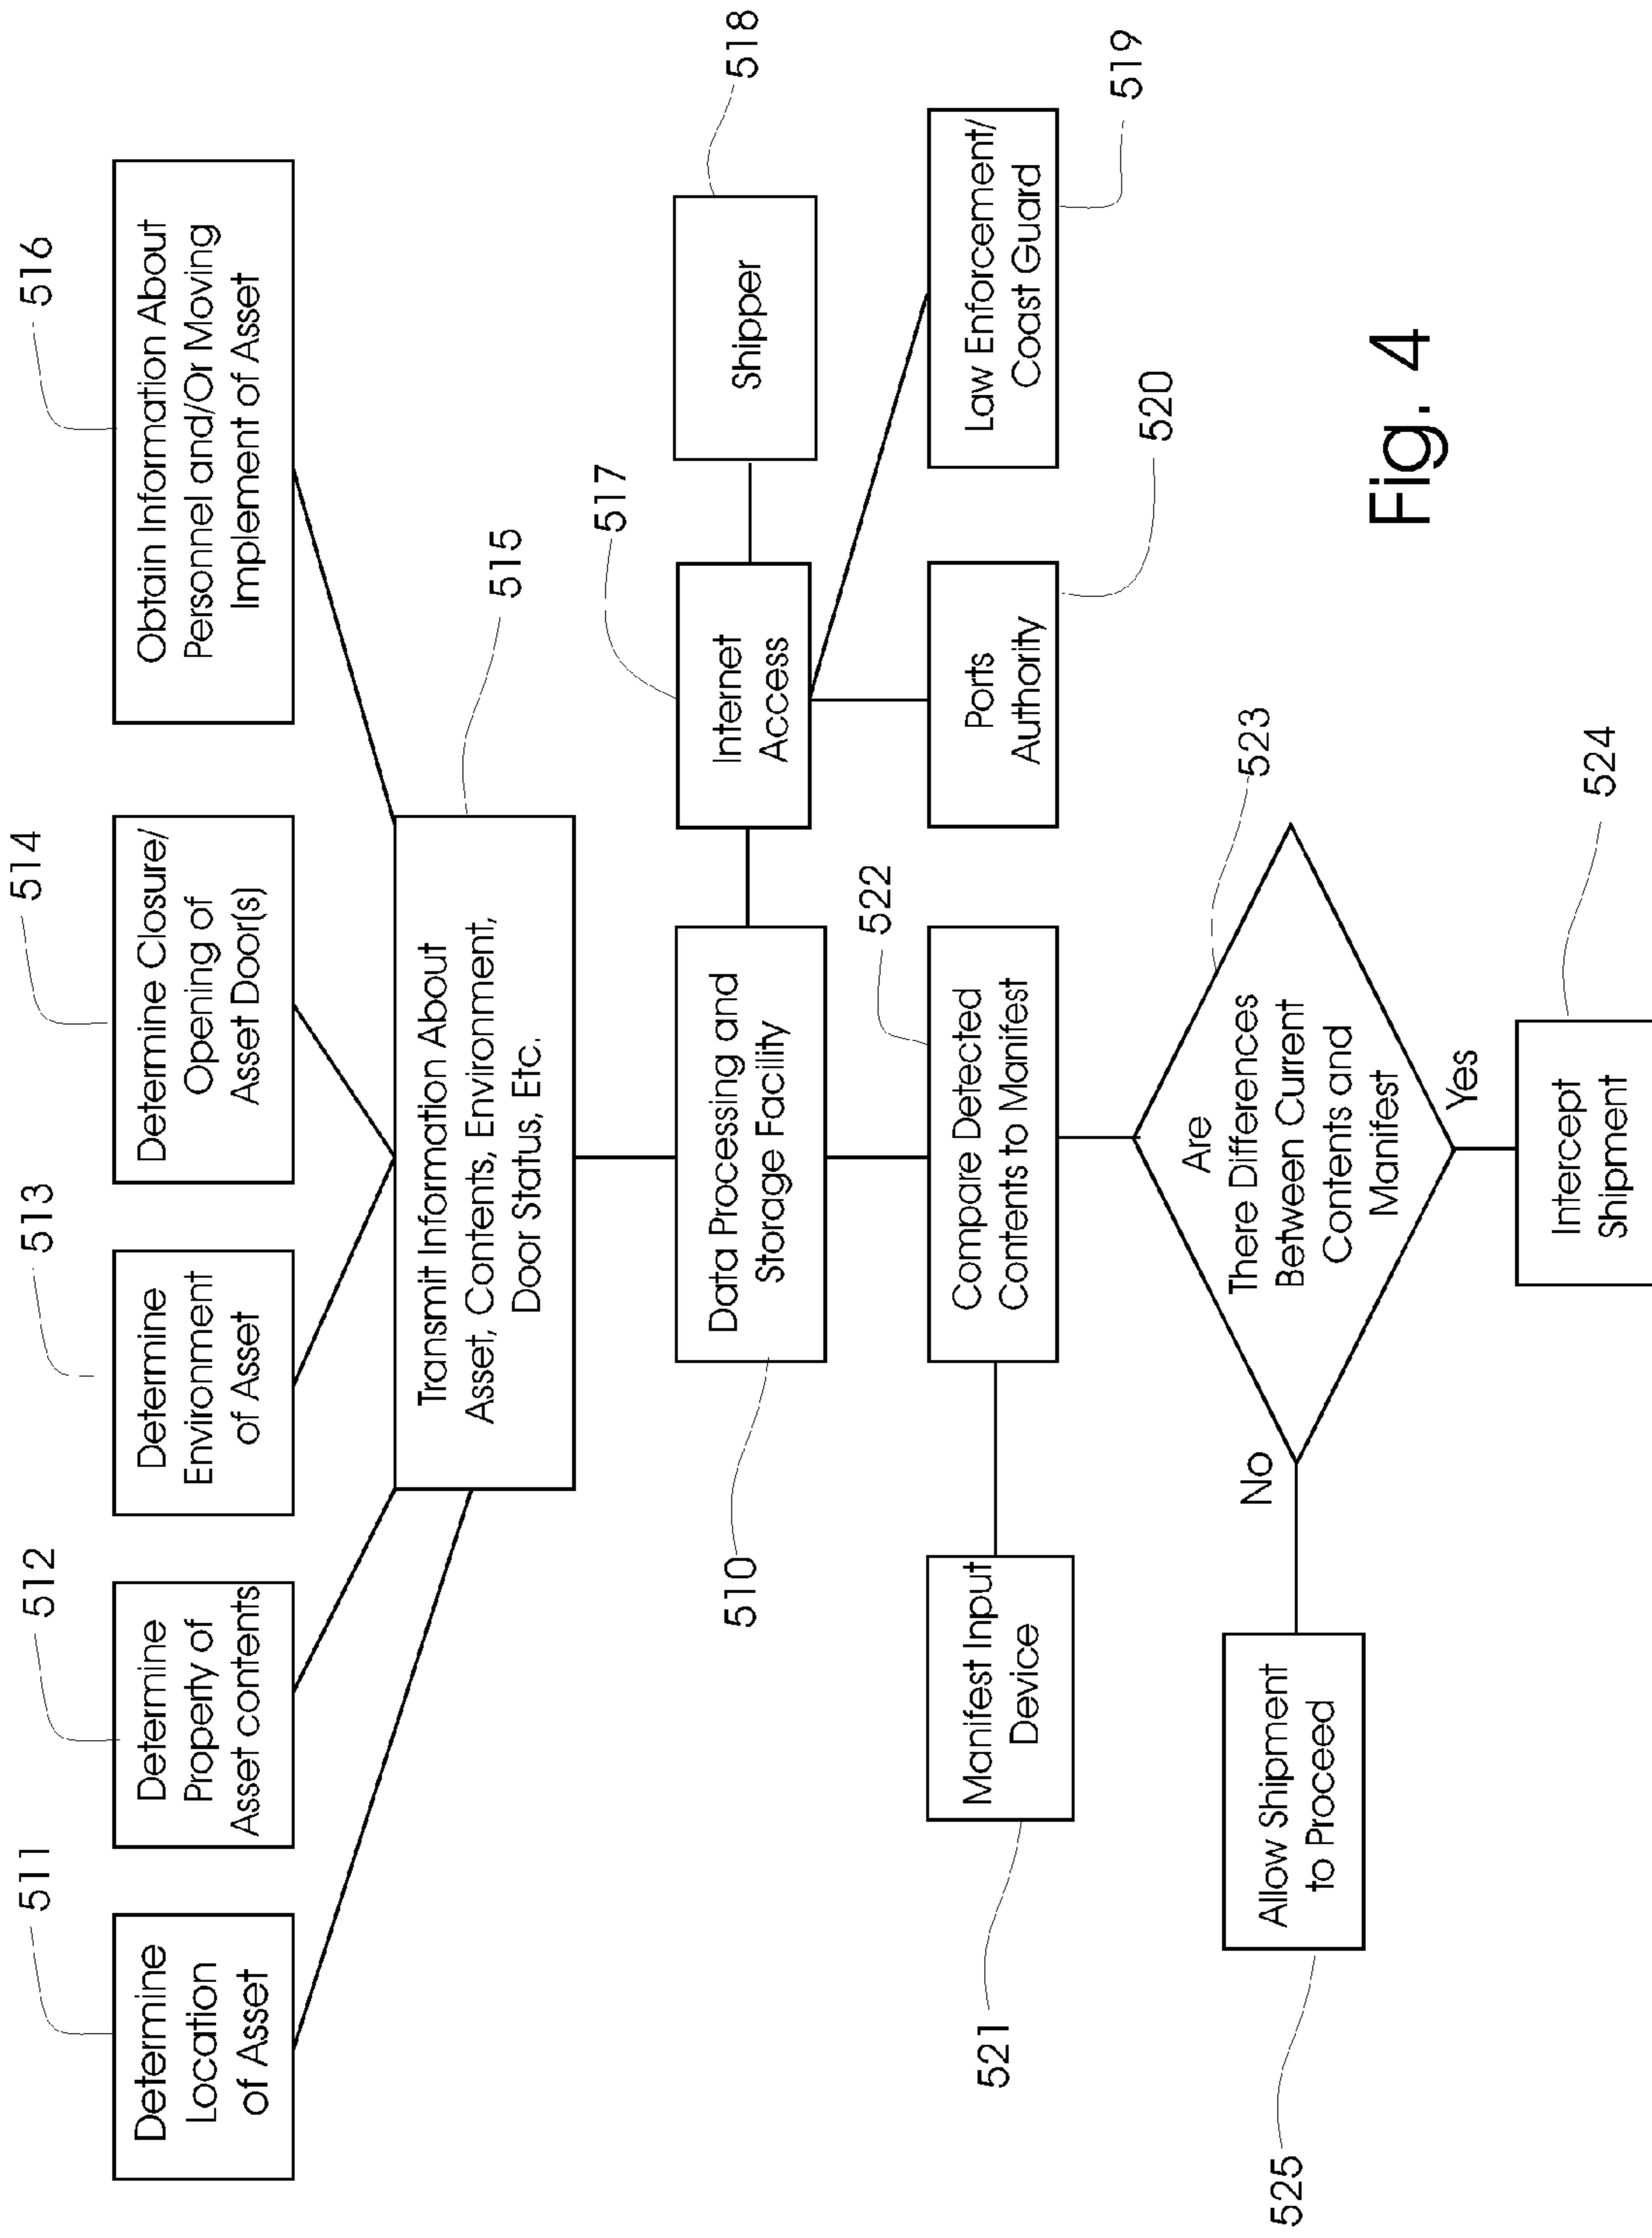 511
Determine
Location
of Asset
512
Determine
Property of
Asset contents
513
Determine
Environment
of Asset
514
Determine Closure/
Opening of
Asset Door(s)
516
Obtain Information About
Personnel and/Or Moving
Implement of Asset
515
Transmit Information About
Asset, Contents, Environment,
Door Status, Etc.
510
Data Processing and
Storage Facility
517
Internet
Access
518
Shipper
521
Manifest Input
Device
522
Compare Detected
Contents to Manifest
520
Ports
Authority
519
Law Enforcement/
Coast Guard
523
Are
There Differences
Between Current
Contents and
Manifest
No
Yes
525
Allow Shipment
to Proceed
524
Intercept
Shipment
Fig. 4